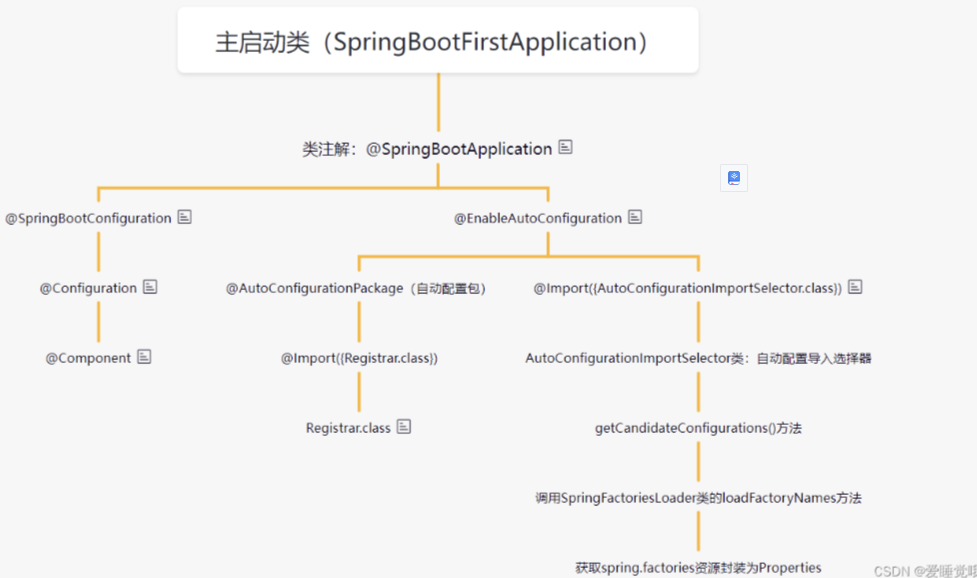 主启动类（SpringBootFirstApplication）
类注解：@SpringBootApplication
@SpringBootConfiguration
@EnableAutoConfiguration
@Configuration
@AutoConfigurationPackage（自动配置包）
@Import({AutoConfigurationImportSelector.class})
@Component
@Import({Registrar.class})
AutoConfigurationImportSelector类：自动配置导入选择器
Registrar.class
getCandidateConfigurations()方法
调用SpringFactoriesLoader类的loadFactoryNames方法
获取spring.factories资源封装为Properties
CSDN @爱睡觉